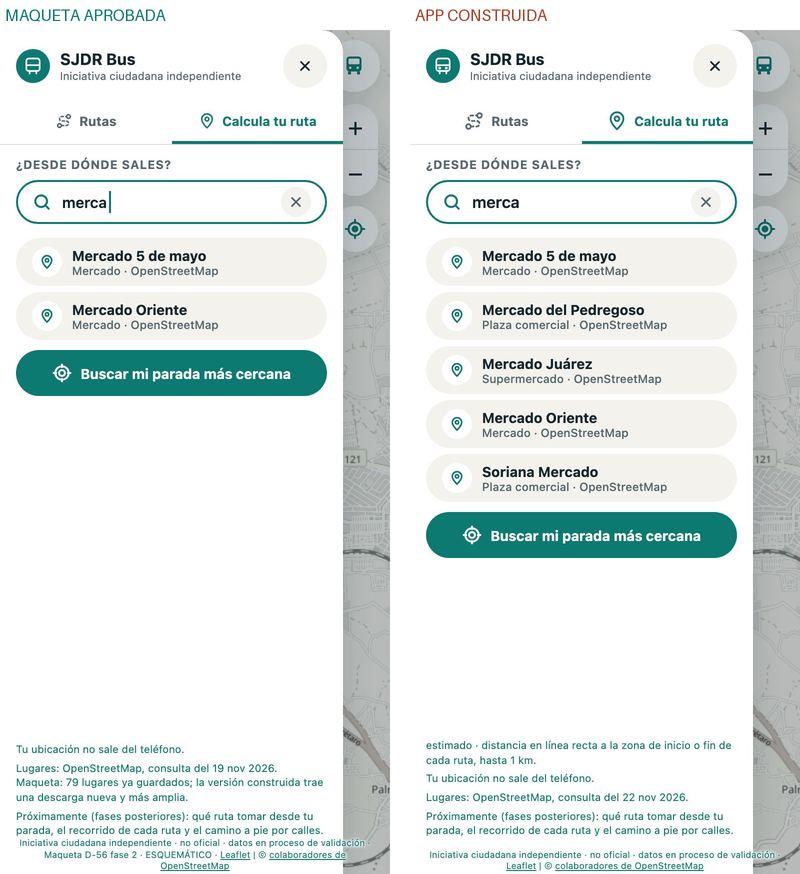 MAQUETA APROBADA
SJDR Bus
Iniciativa ciudadana independiente
Rutas
Calcula tu ruta
¿DESDE DÓNDE SALES?
merca
Mercado 5 de mayo
Mercado · OpenStreetMap
Mercado Oriente
Mercado · OpenStreetMap
Buscar mi parada más cercana
121
Tu ubicación no sale del teléfono.
Lugares: OpenStreetMap, consulta del 19 nov 2026.
Maqueta: 79 lugares ya guardados; la versión construida trae
una descarga nueva y más amplia.
Próximamente (fases posteriores): qué ruta tomar desde tu
parada, el recorrido de cada ruta y el camino a pie por calles.
Paln
Iniciativa ciudadana independiente · no oficial · datos en proceso de validación ·
Maqueta D-56 fase 2 · ESQUEMÁTICO · Leaflet | © colaboradores de
OpenStreetMap
APP CONSTRUIDA
SJDR Bus
Iniciativa ciudadana independiente
Rutas
Calcula tu ruta
¿DESDE DÓNDE SALES?
merca
Mercado 5 de mayo
Mercado · OpenStreetMap
Mercado del Pedregoso
Plaza comercial · OpenStreetMap
Mercado Juárez
Supermercado · OpenStreetMap
Mercado Oriente
Mercado · OpenStreetMap
Soriana Mercado
Plaza comercial · OpenStreetMap
Buscar mi parada más cercana
121
estimado · distancia en línea recta a la zona de inicio o fin de
cada ruta, hasta 1 km.
Tu ubicación no sale del teléfono.
Lugares: OpenStreetMap, consulta del 22 nov 2026.
Próximamente (fases posteriores): qué ruta tomar desde tu
parada, el recorrido de cada ruta y el camino a pie por calles.
Paln
Iniciativa ciudadana independiente · no oficial · datos en proceso de validación ·
Leaflet | © colaboradores de OpenStreetMap